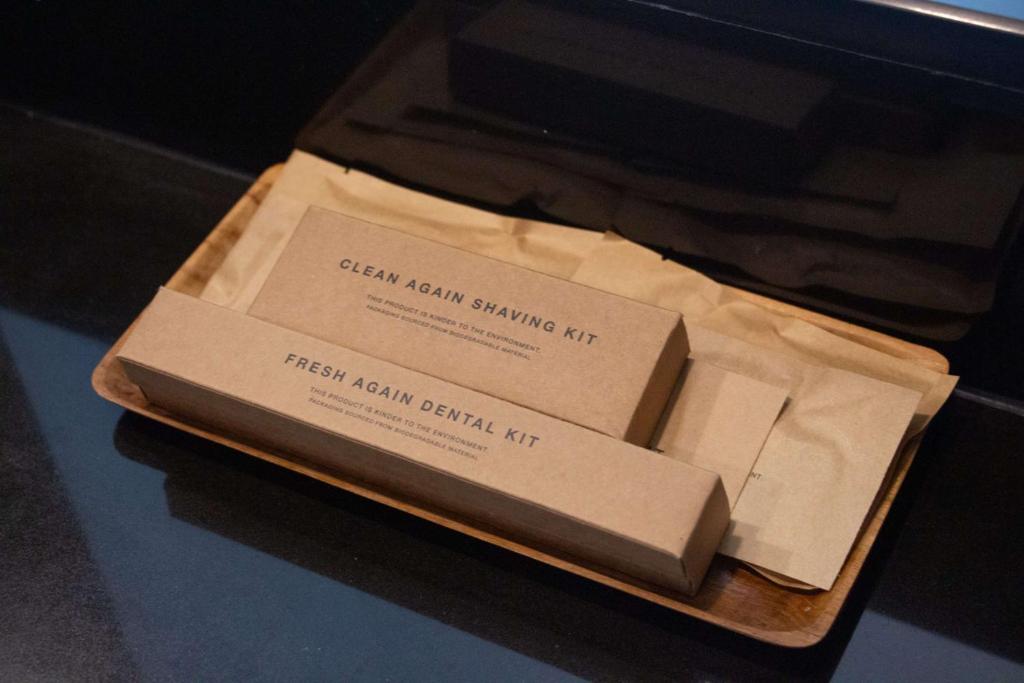 CLEAN AGAIN SHAVING KIT
THIS PRODUCT IS KINDER TO THE ENVIRONMENT.
PACKAGING SOURCED FROM BIODEGRADABLE MATERIAL
FRESH AGAIN DENTAL KIT
THIS PRODUCT IS KINDER TO THE ENVIRONMENT.
PACKAGING SOURCED FROM BIODEGRADABLE MATERIAL
NT.